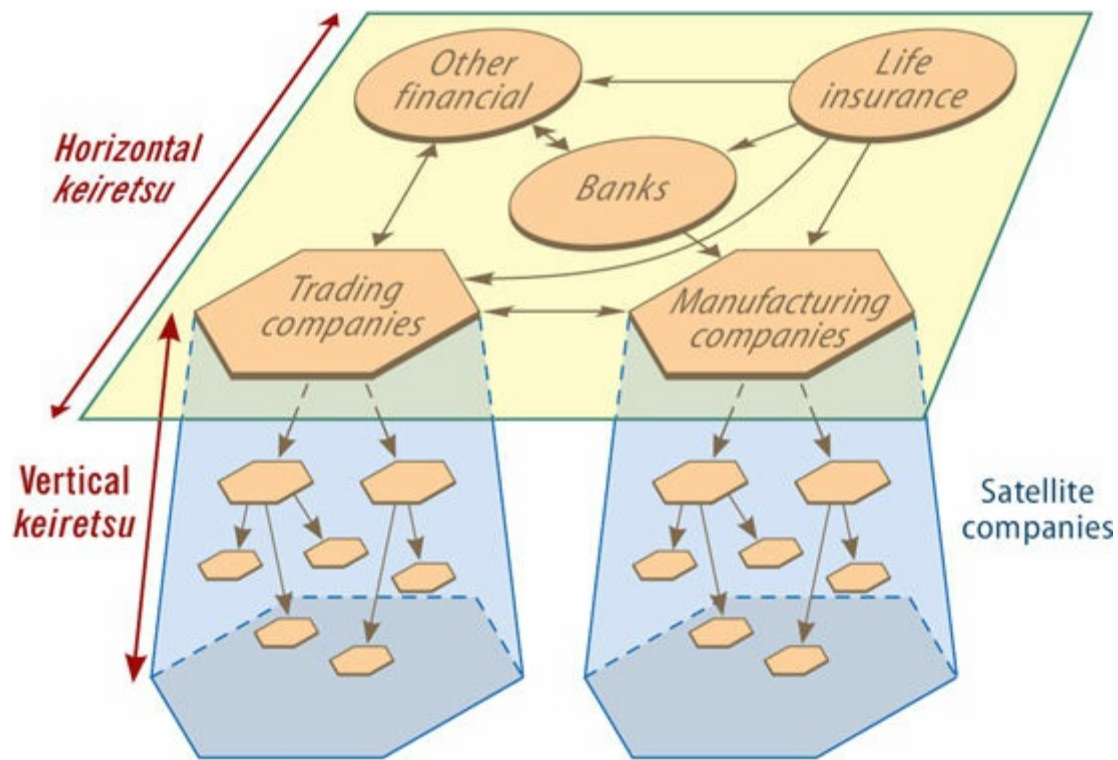 Other
financial
Life
insurance
Horizontal
keiretsu
Banks
Trading
companies
Manufacturing
companies
Vertical
keiretsu
Satellite
companies